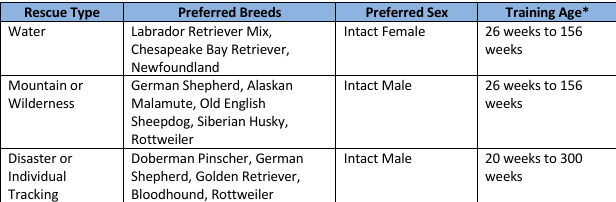 Rescue Type Preferred Breeds Preferred Sex Training Age*
Water Labrador Retriever Mix, Intact Female 26 weeks to 156
Chesapeake Bay Retriever, weeks
Newfoundland
Mountain or German Shepherd, Alaskan Intact Male 26 weeks to 156
Wilderness Malamute, Old English weeks
Sheepdog, Siberian Husky,
Rottweiler
Disaster or Doberman Pinscher, German Intact Male 20 weeks to 300
Individual Shepherd, Golden Retriever, weeks
Tracking Bloodhound, Rottweiler